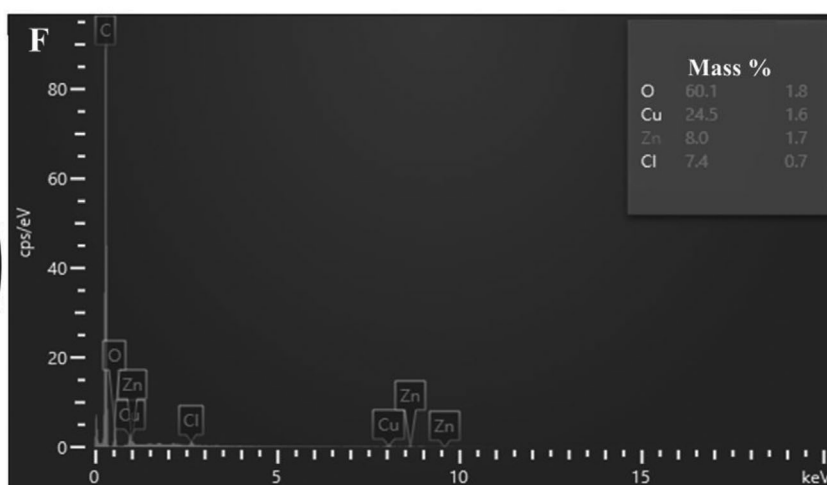 F
C
Mass %
O 60.1 1.8
Cu 24.5 1.6
Zn 8.0 1.7
Cl 7.4 0.7
80
60
cps/eV
40
20
O
Zn
Cu
Cl
Zn
Cu
Zn
0
0 5 10 15 keV